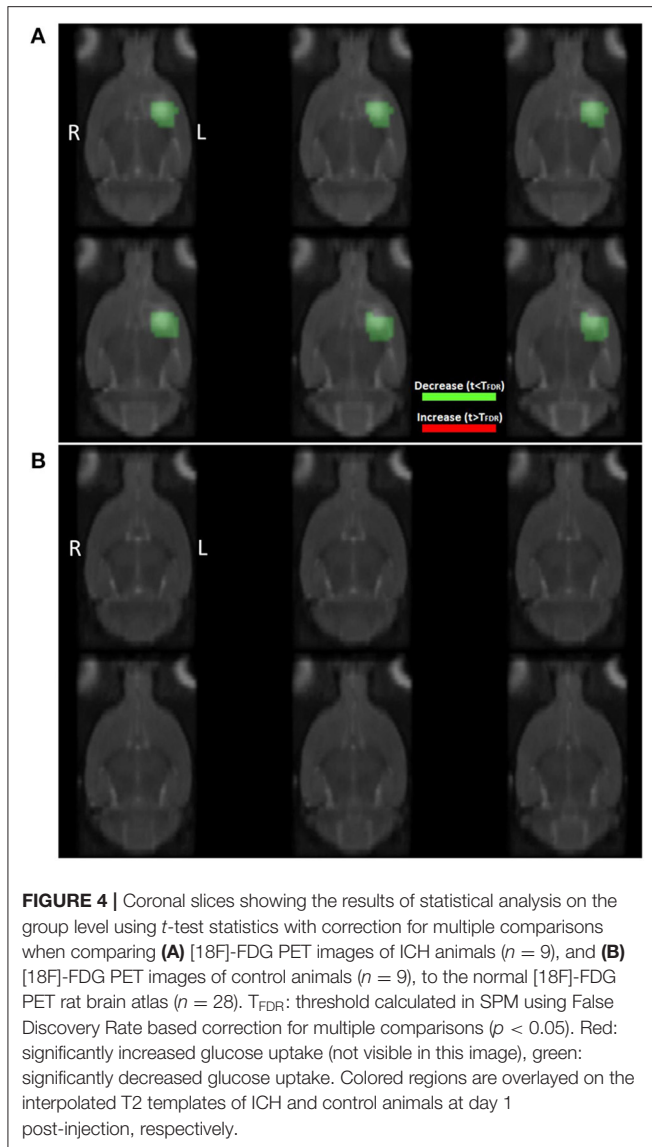 A
R
L
Decrease (t<TFDR)
Increase (t>TFDR)
B
R
L
FIGURE 4 | Coronal slices showing the results of statistical analysis on the
group level using t-test statistics with correction for multiple comparisons
when comparing (A) [18F]-FDG PET images of ICH animals (n = 9), and (B)
[18F]-FDG PET images of control animals (n = 9), to the normal [18F]-FDG
PET rat brain atlas (n = 28). TFDR: threshold calculated in SPM using False
Discovery Rate based correction for multiple comparisons (p < 0.05). Red:
significantly increased glucose uptake (not visible in this image), green:
significantly decreased glucose uptake. Colored regions are overlayed on the
interpolated T2 templates of ICH and control animals at day 1
post-injection, respectively.